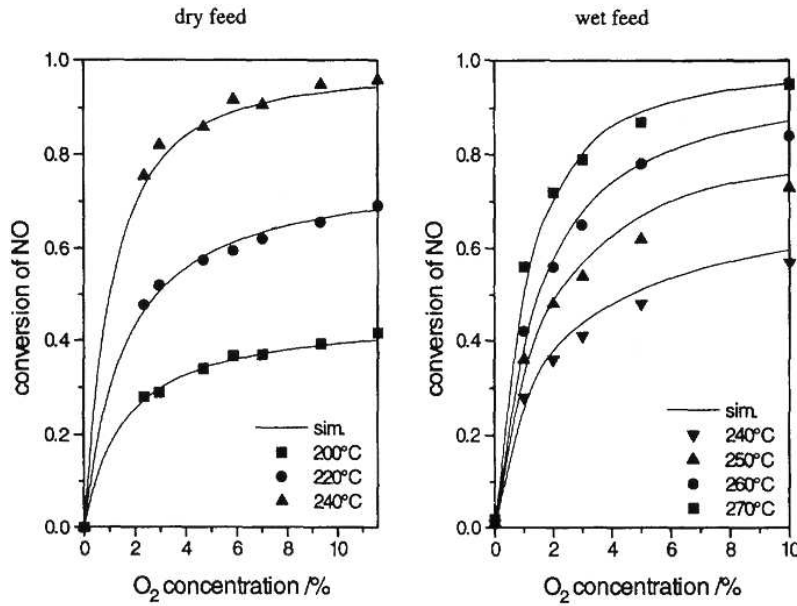 dry feed
conversion of NO
1.0
0.8
0.6
0.4
0.2
0.0
sim.
200°C
220°C
240°C
0 2 4 6 8 10
O2 concentration /%
wet feed
conversion of NO
1.0
0.8
0.6
0.4
0.2
0.0
sim.
240°C
250°C
260°C
270°C
0 2 4 6 8 10
O2 concentration /%